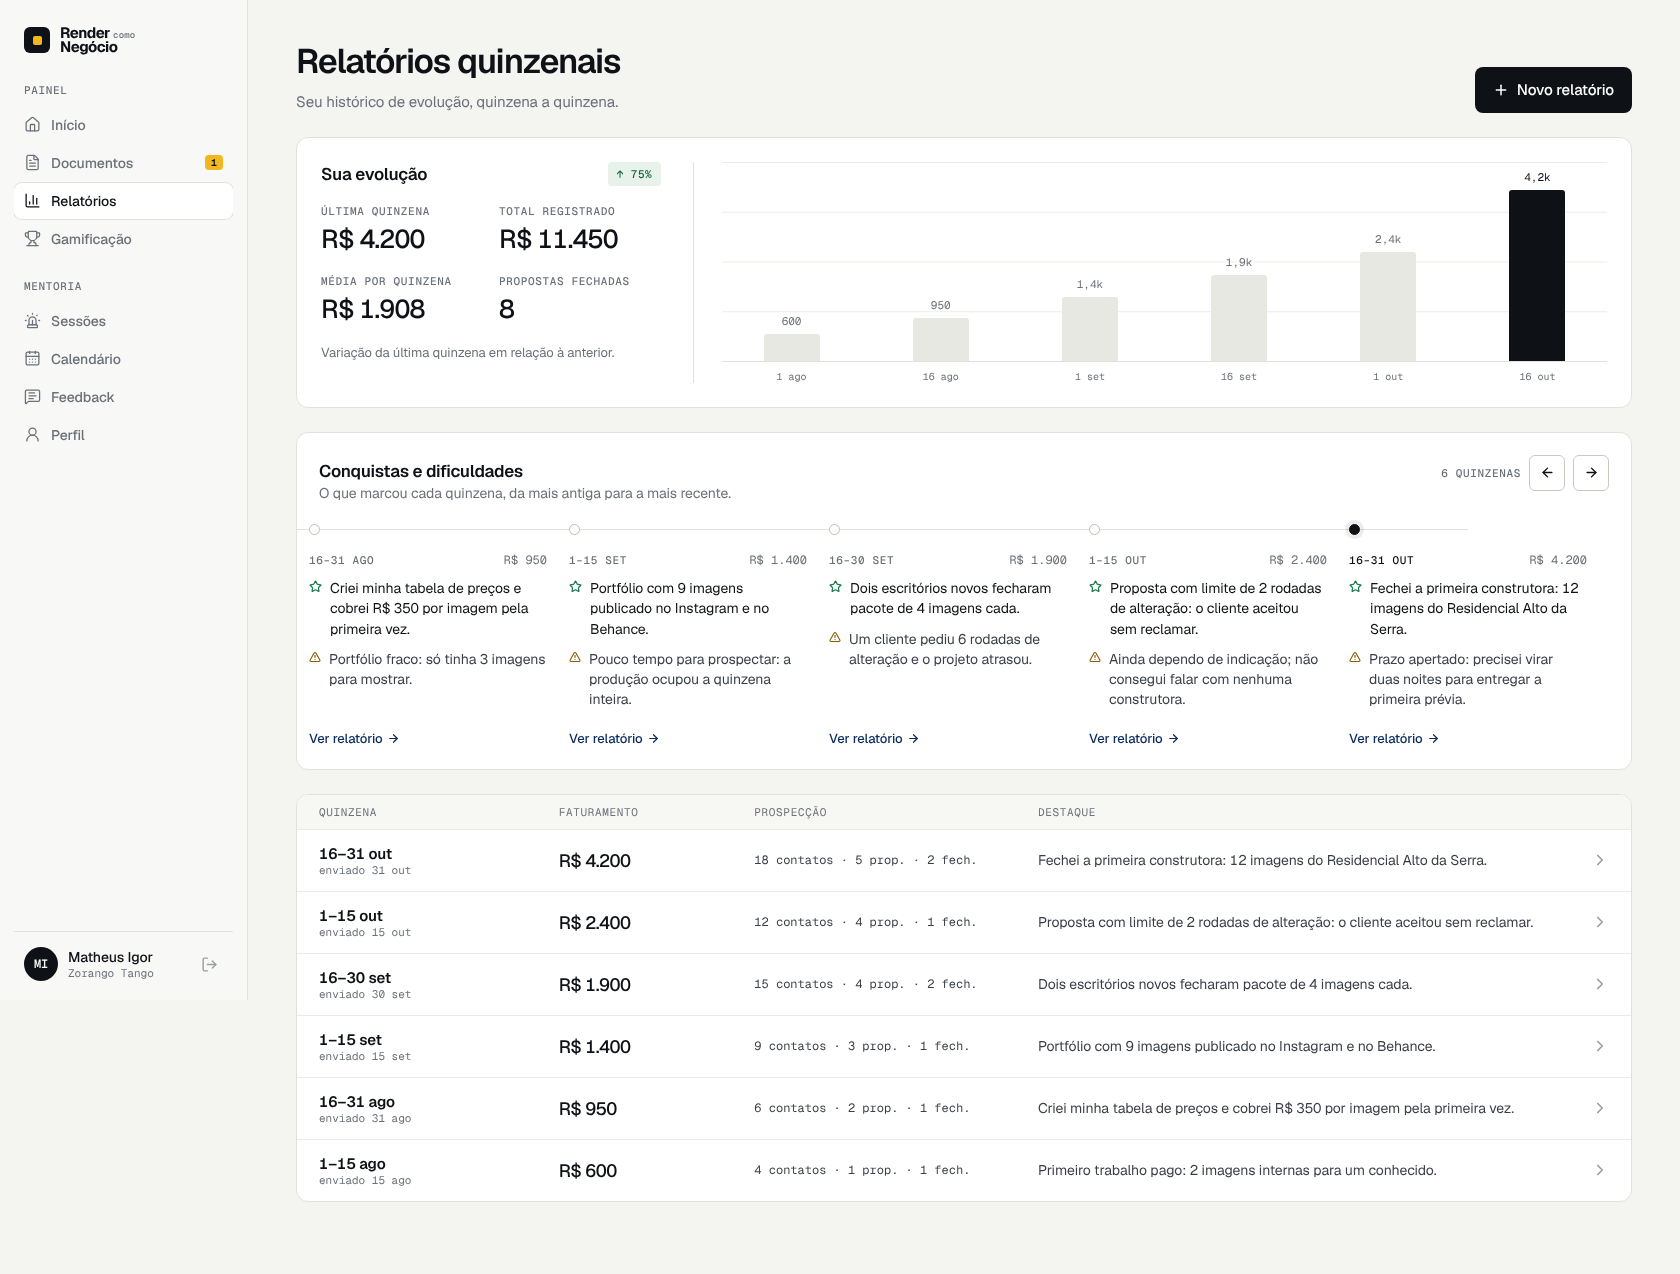 Render como
Negócio
PAINEL
Início
Documentos 1
Relatórios
Gamificação
MENTORIA
Sessões
Calendário
Feedback
Perfil
MI
Matheus Igor
Zorango Tango
Relatórios quinzenais
Seu histórico de evolução, quinzena a quinzena.
+ Novo relatório
Sua evolução
↑ 75%
ÚLTIMA QUINZENA
R$ 4.200
TOTAL REGISTRADO
R$ 11.450
MÉDIA POR QUINZENA
R$ 1.908
PROPOSTAS FECHADAS
8
Variação da última quinzena em relação à anterior.
600
950
1,4k
1,9k
2,4k
4,2k
1 ago
16 ago
1 set
16 set
1 out
16 out
Conquistas e dificuldades
O que marcou cada quinzena, da mais antiga para a mais recente.
6 QUINZENAS
16–31 AGO R$ 950
Criei minha tabela de preços e
cobrei R$ 350 por imagem pela
primeira vez.
Portfólio fraco: só tinha 3 imagens
para mostrar.
Ver relatório →
1–15 SET R$ 1.400
Portfólio com 9 imagens
publicado no Instagram e no
Behance.
Pouco tempo para prospectar: a
produção ocupou a quinzena
inteira.
Ver relatório →
16–30 SET R$ 1.900
Dois escritórios novos fecharam
pacote de 4 imagens cada.
Um cliente pediu 6 rodadas de
alteração e o projeto atrasou.
Ver relatório →
1–15 OUT R$ 2.400
Proposta com limite de 2 rodadas
de alteração: o cliente aceitou
sem reclamar.
Ainda dependo de indicação; não
consegui falar com nenhuma
construtora.
Ver relatório →
16–31 OUT R$ 4.200
Fechei a primeira construtora: 12
imagens do Residencial Alto da
Serra.
Prazo apertado: precisei virar
duas noites para entregar a
primeira prévia.
Ver relatório →
QUINZENA FATURAMENTO PROSPECÇÃO DESTAQUE
16–31 out
enviado 31 out
R$ 4.200
18 contatos · 5 prop. · 2 fech.
Fechei a primeira construtora: 12 imagens do Residencial Alto da Serra.
1–15 out
enviado 15 out
R$ 2.400
12 contatos · 4 prop. · 1 fech.
Proposta com limite de 2 rodadas de alteração: o cliente aceitou sem reclamar.
16–30 set
enviado 30 set
R$ 1.900
15 contatos · 4 prop. · 2 fech.
Dois escritórios novos fecharam pacote de 4 imagens cada.
1–15 set
enviado 15 set
R$ 1.400
9 contatos · 3 prop. · 1 fech.
Portfólio com 9 imagens publicado no Instagram e no Behance.
16–31 ago
enviado 31 ago
R$ 950
6 contatos · 2 prop. · 1 fech.
Criei minha tabela de preços e cobrei R$ 350 por imagem pela primeira vez.
1–15 ago
enviado 15 ago
R$ 600
4 contatos · 1 prop. · 1 fech.
Primeiro trabalho pago: 2 imagens internas para um conhecido.